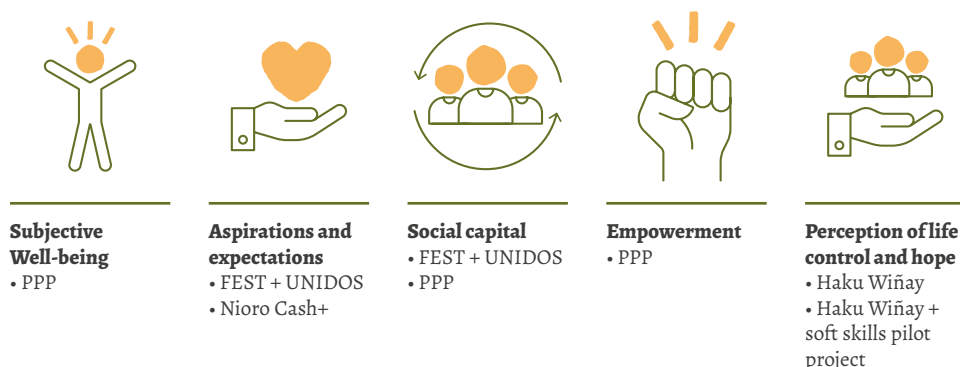 Subjective
Well-being
• PPP
Aspirations and
expectations
• FEST + UNIDOS
• Nioro Cash+
Social capital
• FEST + UNIDOS
• PPP
Empowerment
• PPP
Perception of life
control and hope
• Haku Wiñay
• Haku Wiñay +
soft skills pilot
project